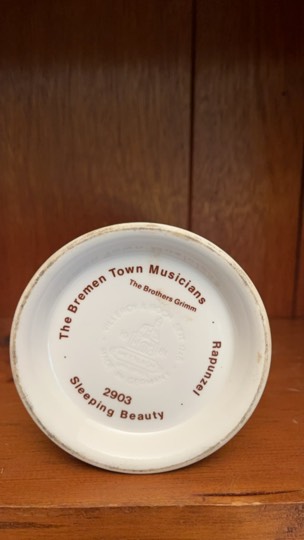 The Bremen Town Musicians
The Brothers Grimm
Rapunzel
2903
Sleeping Beauty